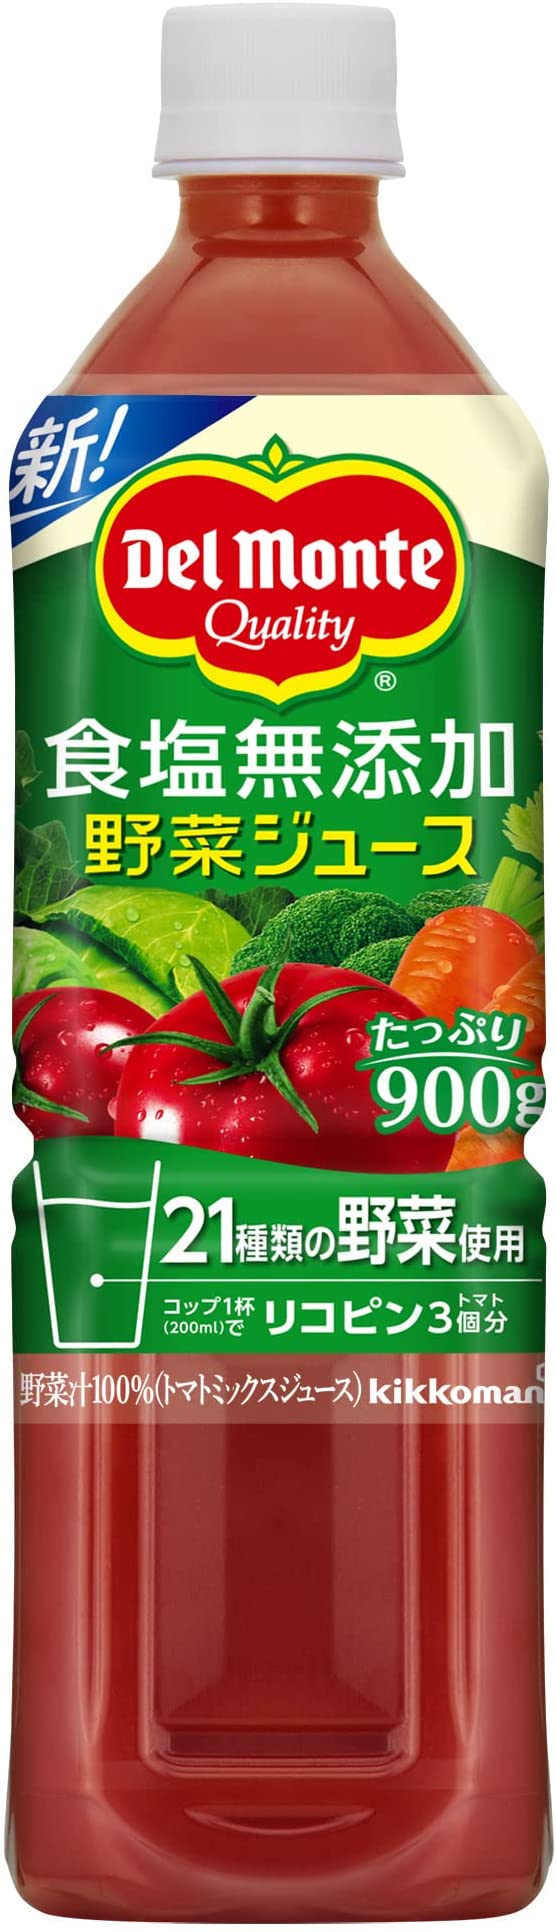 新!
Del Monte
Quality
®
食塩無添加
野菜ジュース
たっぷり
900g
21種類の野菜使用
コップ1杯
(200ml)で
リコピン3個分
トマト
野菜汁100%(トマトミックスジュース) kikkoman